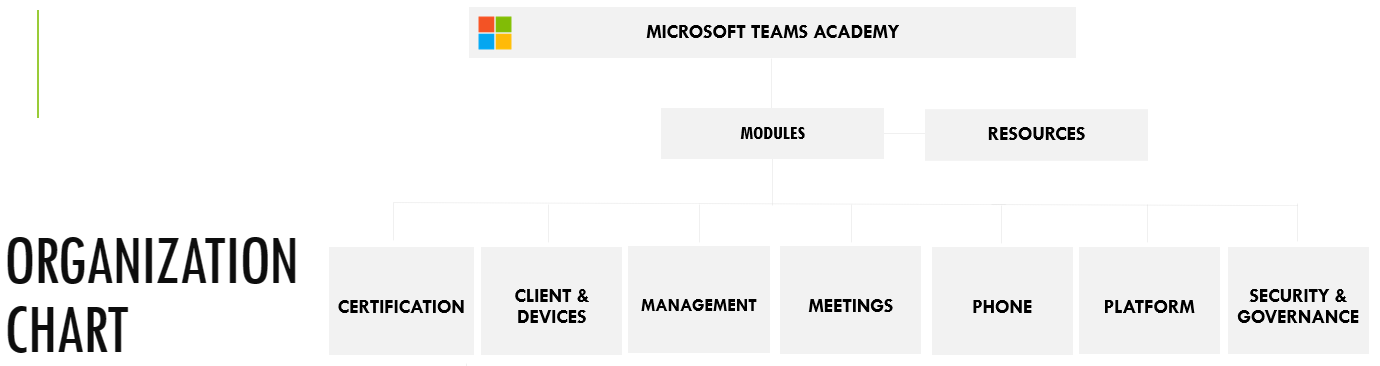 MICROSOFT TEAMS ACADEMY
MODULES
RESOURCES
ORGANIZATION
CHART
CERTIFICATION
CLIENT &
DEVICES
MANAGEMENT
MEETINGS
PHONE
PLATFORM
SECURITY &
GOVERNANCE